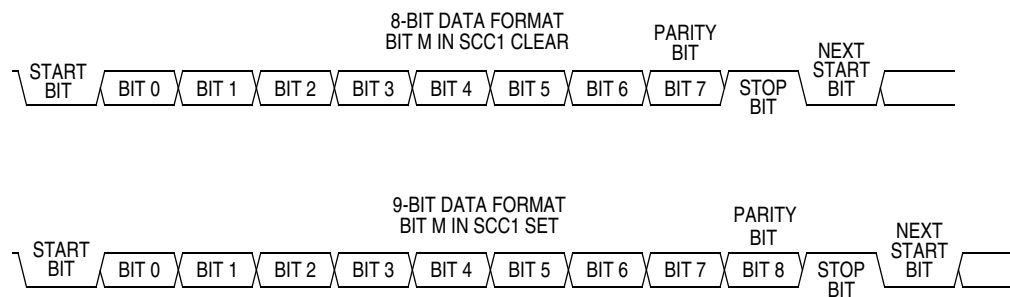 8-BIT DATA FORMAT
BIT M IN SCC1 CLEAR
PARITY
BIT
START
BIT
BIT 0
BIT 1
BIT 2
BIT 3
BIT 4
BIT 5
BIT 6
BIT 7
STOP
BIT
NEXT
START
BIT
9-BIT DATA FORMAT
BIT M IN SCC1 SET
PARITY
BIT
START
BIT
BIT 0
BIT 1
BIT 2
BIT 3
BIT 4
BIT 5
BIT 6
BIT 7
BIT 8
STOP
BIT
NEXT
START
BIT